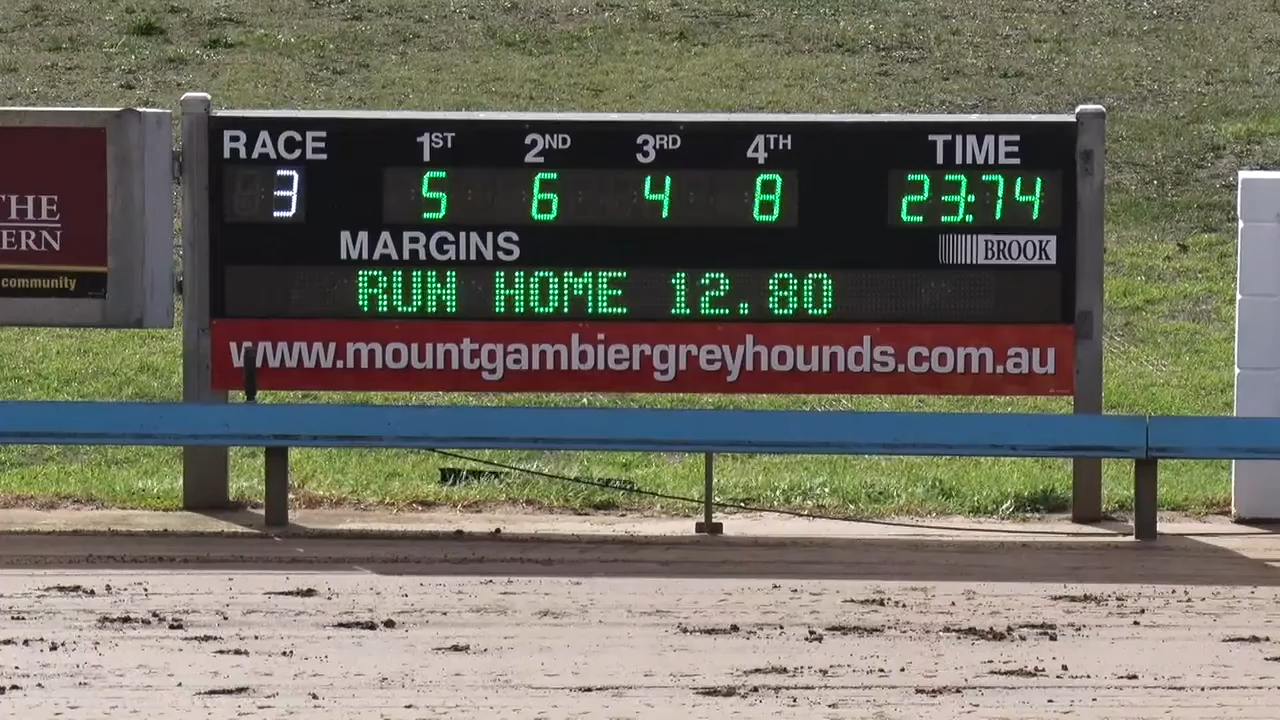 THE
ERN
community
RACE 1ST 2ND 3RD 4TH TIME
3 5 6 4 8 23:74
MARGINS BROOK
RUN HOME 12.80
www.mountgambiergreyhounds.com.au